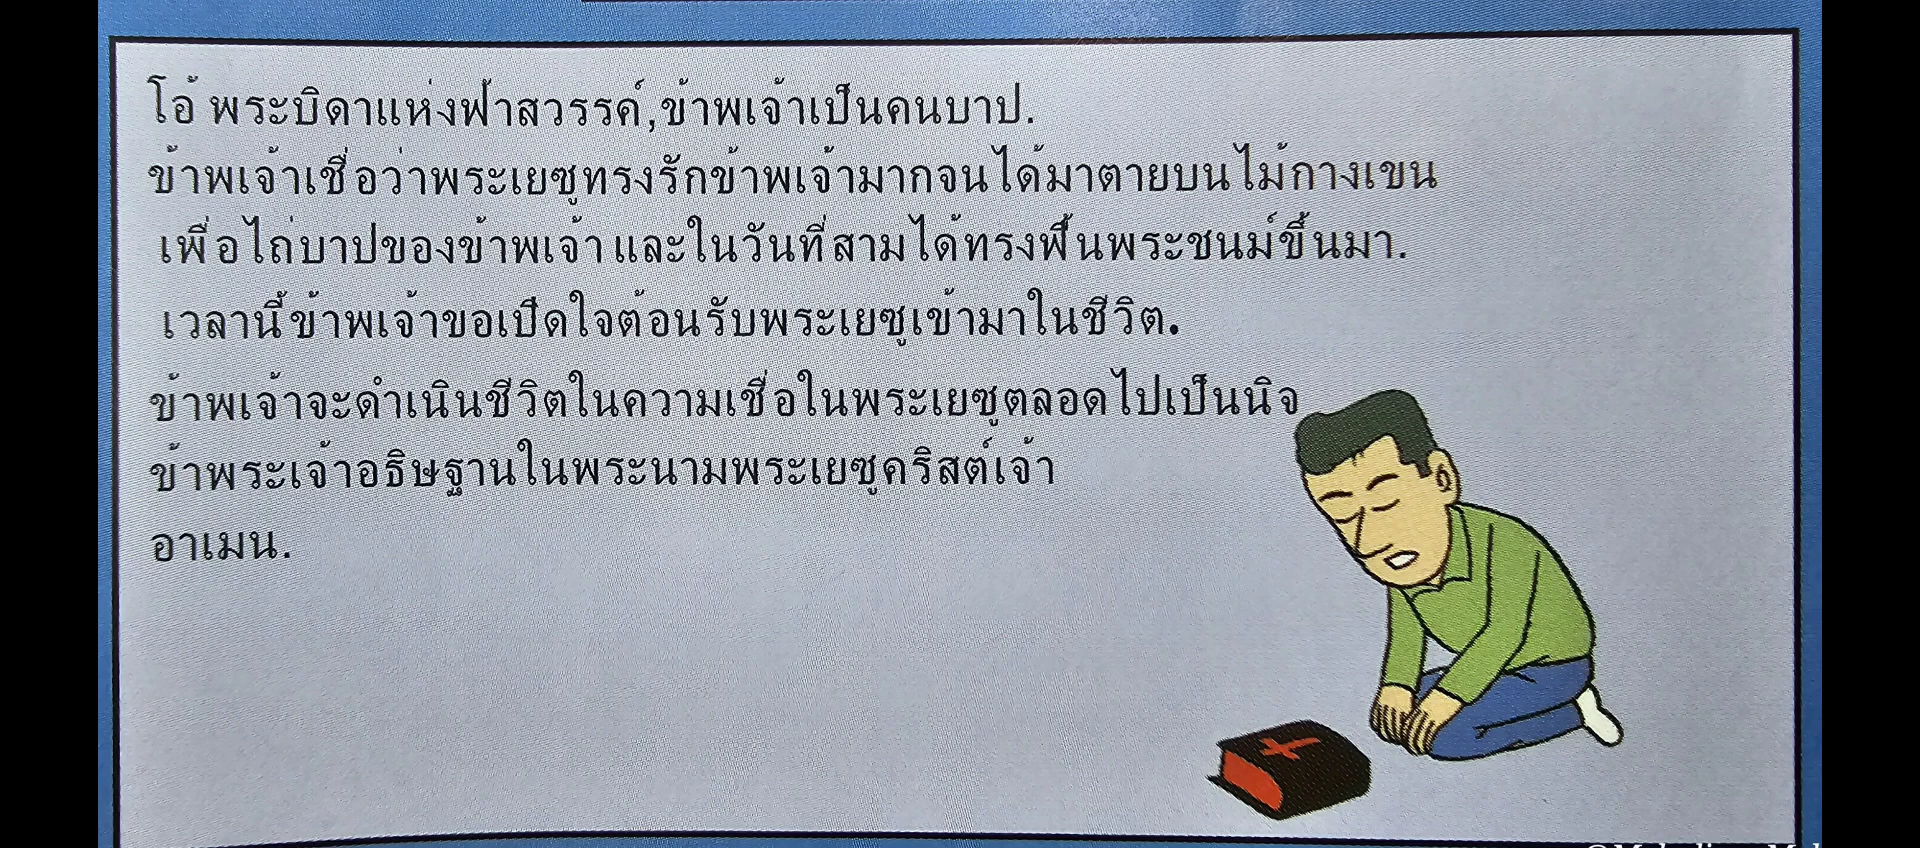 โอ้ พระบิดาแห่งฟ้าสวรรค์,ข้าพเจ้าเป็นคนบาป.
ข้าพเจ้าเชื่อว่าพระเยซูทรงรักข้าพเจ้ามากจนได้มาตายบนไม้กางเขน
เพื่อไถ่บาปของข้าพเจ้า และในวันที่สามได้ทรงฟื้นพระชนม์ขึ้นมา.
เวลานี้ข้าพเจ้าขอเปิดใจต้อนรับพระเยซูเข้ามาในชีวิต.
ข้าพเจ้าจะดำเนินชีวิตในความเชื่อในพระเยซูตลอดไปเป็นนิจ
ข้าพระเจ้าอธิษฐานในพระนามพระเยซูคริสต์เจ้า
อาเมน.